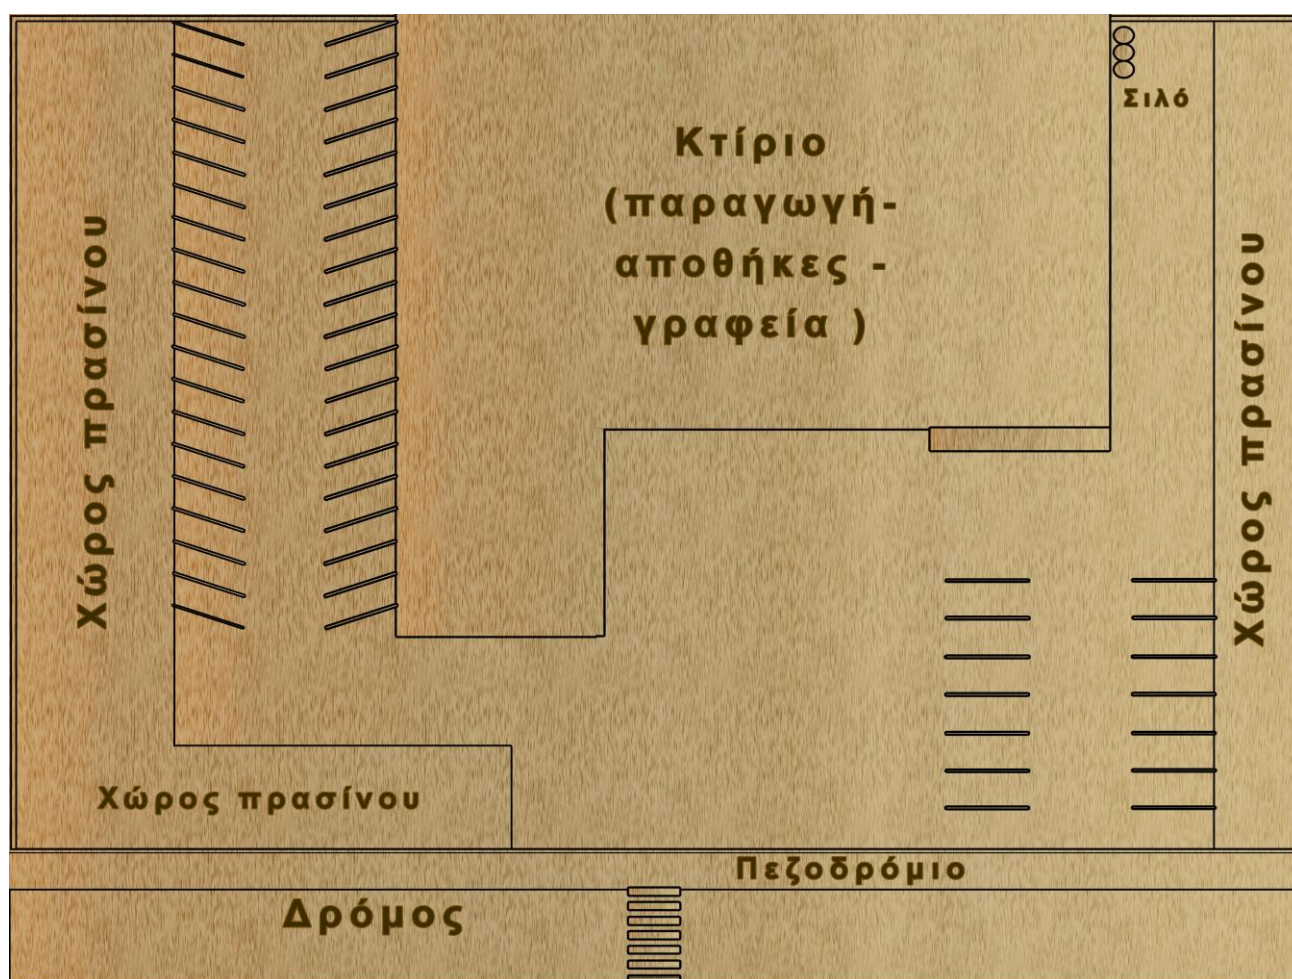 Σιλό
Κτίριο
(παραγωγή-
αποθήκες -
γραφεία )
Χώρος πρασίνου
Χώρος πρασίνου
Χώρος πρασίνου
Πεζοδρόμιο
Δρόμος